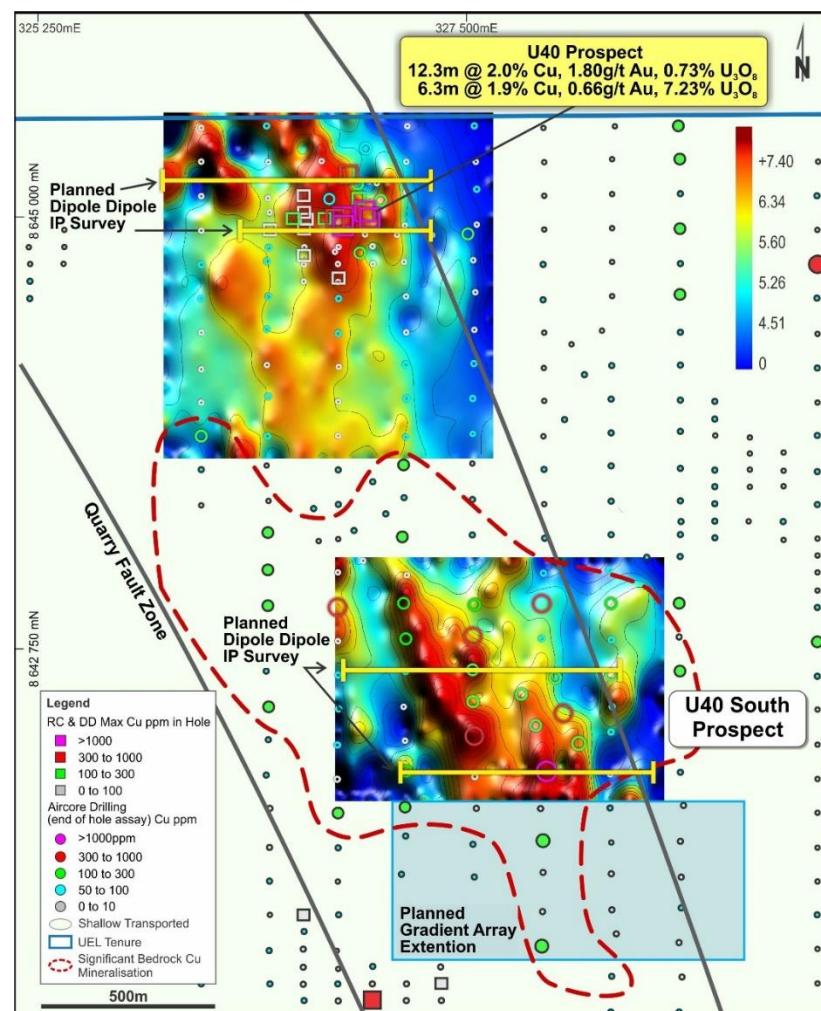 325 250mE
327 500mE
U40 Prospect
12.3m @ 2.0% Cu, 1.80g/t Au, 0.73% U₃O₈
6.3m @ 1.9% Cu, 0.66g/t Au, 7.23% U₃O₈
N
Planned
Dipole Dipole
IP Survey
8 645 000 mN
+7.40
6.34
5.60
5.26
4.51
0
Quarry Fault Zone
8 642 750 mN
Planned
Dipole Dipole
IP Survey
U40 South
Prospect
Legend
RC & DD Max Cu ppm in Hole
>1000
300 to 1000
100 to 300
0 to 100
Aircore Drilling
(end of hole assay) Cu ppm
>1000ppm
300 to 1000
100 to 300
50 to 100
0 to 10
Shallow Transported
UEL Tenure
Significant Bedrock Cu
Mineralisation
500m
Planned
Gradient Array
Extention